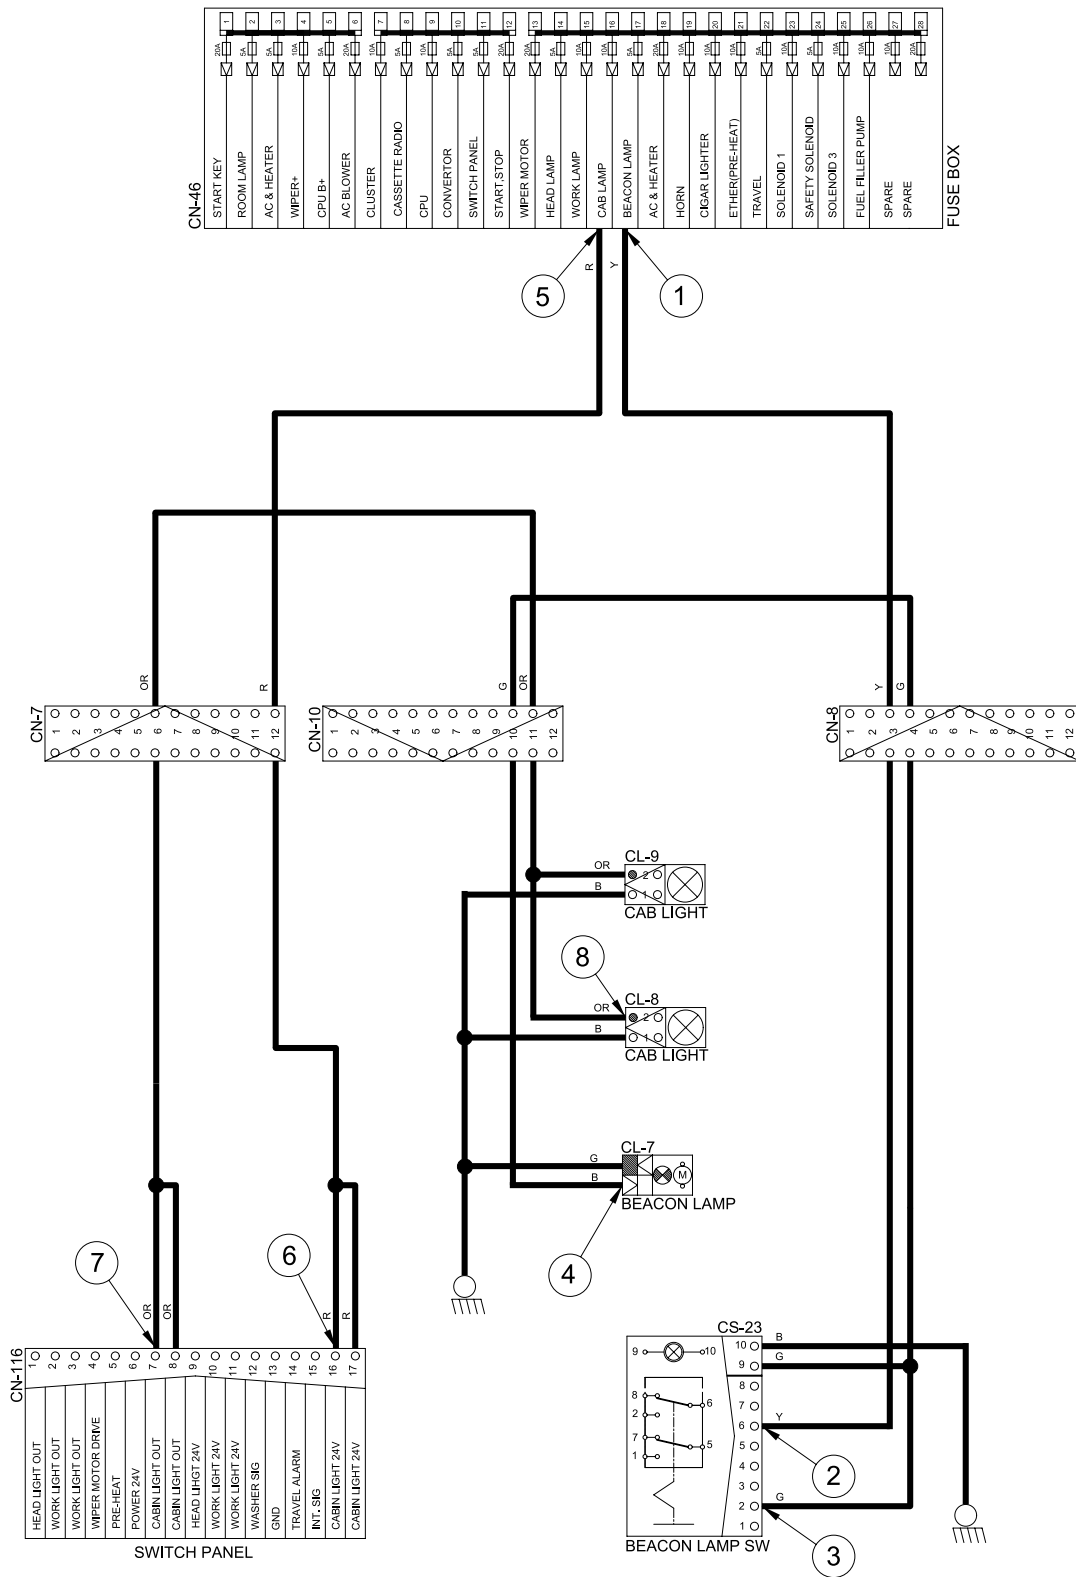 CN-46
1 2 3 4 5 6 7 8 9 10 11 12 13 14 15 16 17 18 19 20 21 22 23 24 25 26 27 28
20A 5A 5A 10A 5A 20A 10A 5A 10A 5A 5A 20A 20A 5A 10A 10A 5A 10A 10A 10A 10A 5A 10A 5A 10A 10A 10A 20A
START KEY
ROOM LAMP
AC & HEATER
WIPER+
CPU B+
AC BLOWER
CLUSTER
CASSETTE RADIO
CPU
CONVERTOR
SWITCH PANEL
START,STOP
WIPER MOTOR
HEAD LAMP
WORK LAMP
CAB LAMP
BEACON LAMP
AC & HEATER
HORN
CIGAR LIGHTER
ETHER(PRE-HEAT)
TRAVEL
SOLENOID 1
SAFETY SOLENOID
SOLENOID 3
FUEL FILLER PUMP
SPARE
SPARE
FUSE BOX
R
Y
5
1
OR
R
G
OR
Y
G
CN-7
1 2 3 4 5 6 7 8 9 10 11 12
CN-10
1 2 3 4 5 6 7 8 9 10 11 12
CN-8
1 2 3 4 5 6 7 8 9 10 11 12
CL-9
OR
2
B
1
CAB LIGHT
8
CL-8
OR
2
B
1
CAB LIGHT
CL-7
G
M
B
BEACON LAMP
4
7
6
OR
OR
R
R
CN-116
1 2 3 4 5 6 7 8 9 10 11 12 13 14 15 16 17
HEAD LIGHT OUT
WORK LIGHT OUT
WORK LIGHT OUT
WIPER MOTOR DRIVE
PRE-HEAT
POWER 24V
CABIN LIGHT OUT
CABIN LIGHT OUT
HEAD LIHGT 24V
WORK LIGHT 24V
WORK LIGHT 24V
WASHER SIG
GND
TRAVEL ALARM
INT. SIG
CABIN LIGHT 24V
CABIN LIGHT 24V
SWITCH PANEL
CS-23
9 10
8 6
2
7 5
1
10 B
9 G
8
7
6 Y
5
4
3
2 G
1
BEACON LAMP SW
2
3